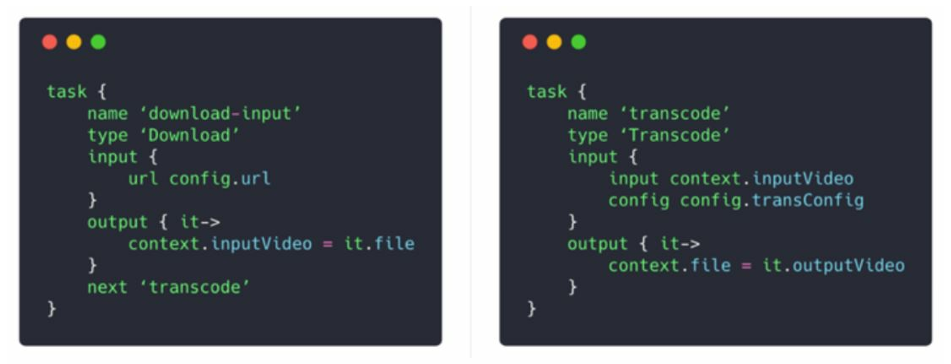 task {
name ‘download-input’
type ‘Download’
input {
url config.url
}
output { it->
context.inputVideo = it.file
}
next ‘transcode’
}
task {
name ‘transcode’
type ‘Transcode’
input {
input context.inputVideo
config config.transConfig
}
output { it->
context.file = it.outputVideo
}
}